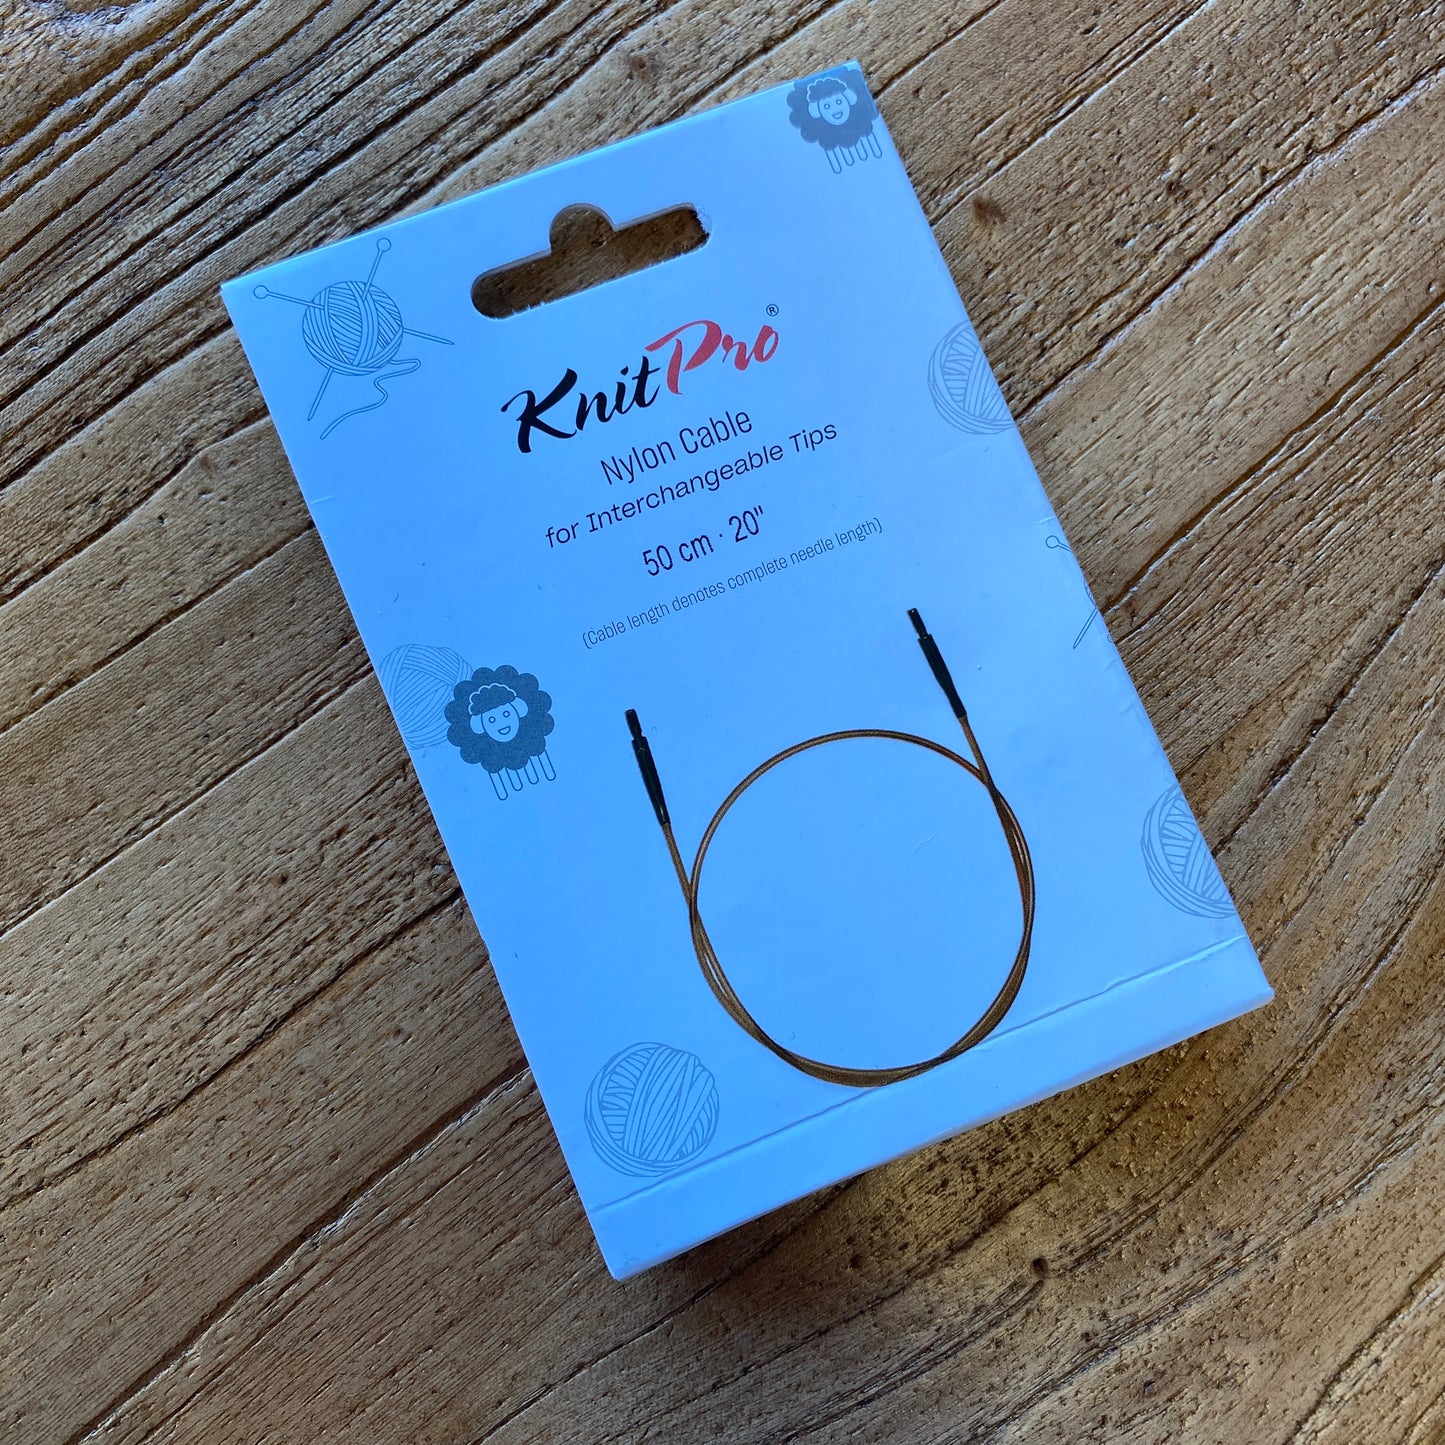 KnitPro®
Nylon Cable
for Interchangeable Tips
50 cm · 20"
(Cable length denotes complete needle length)